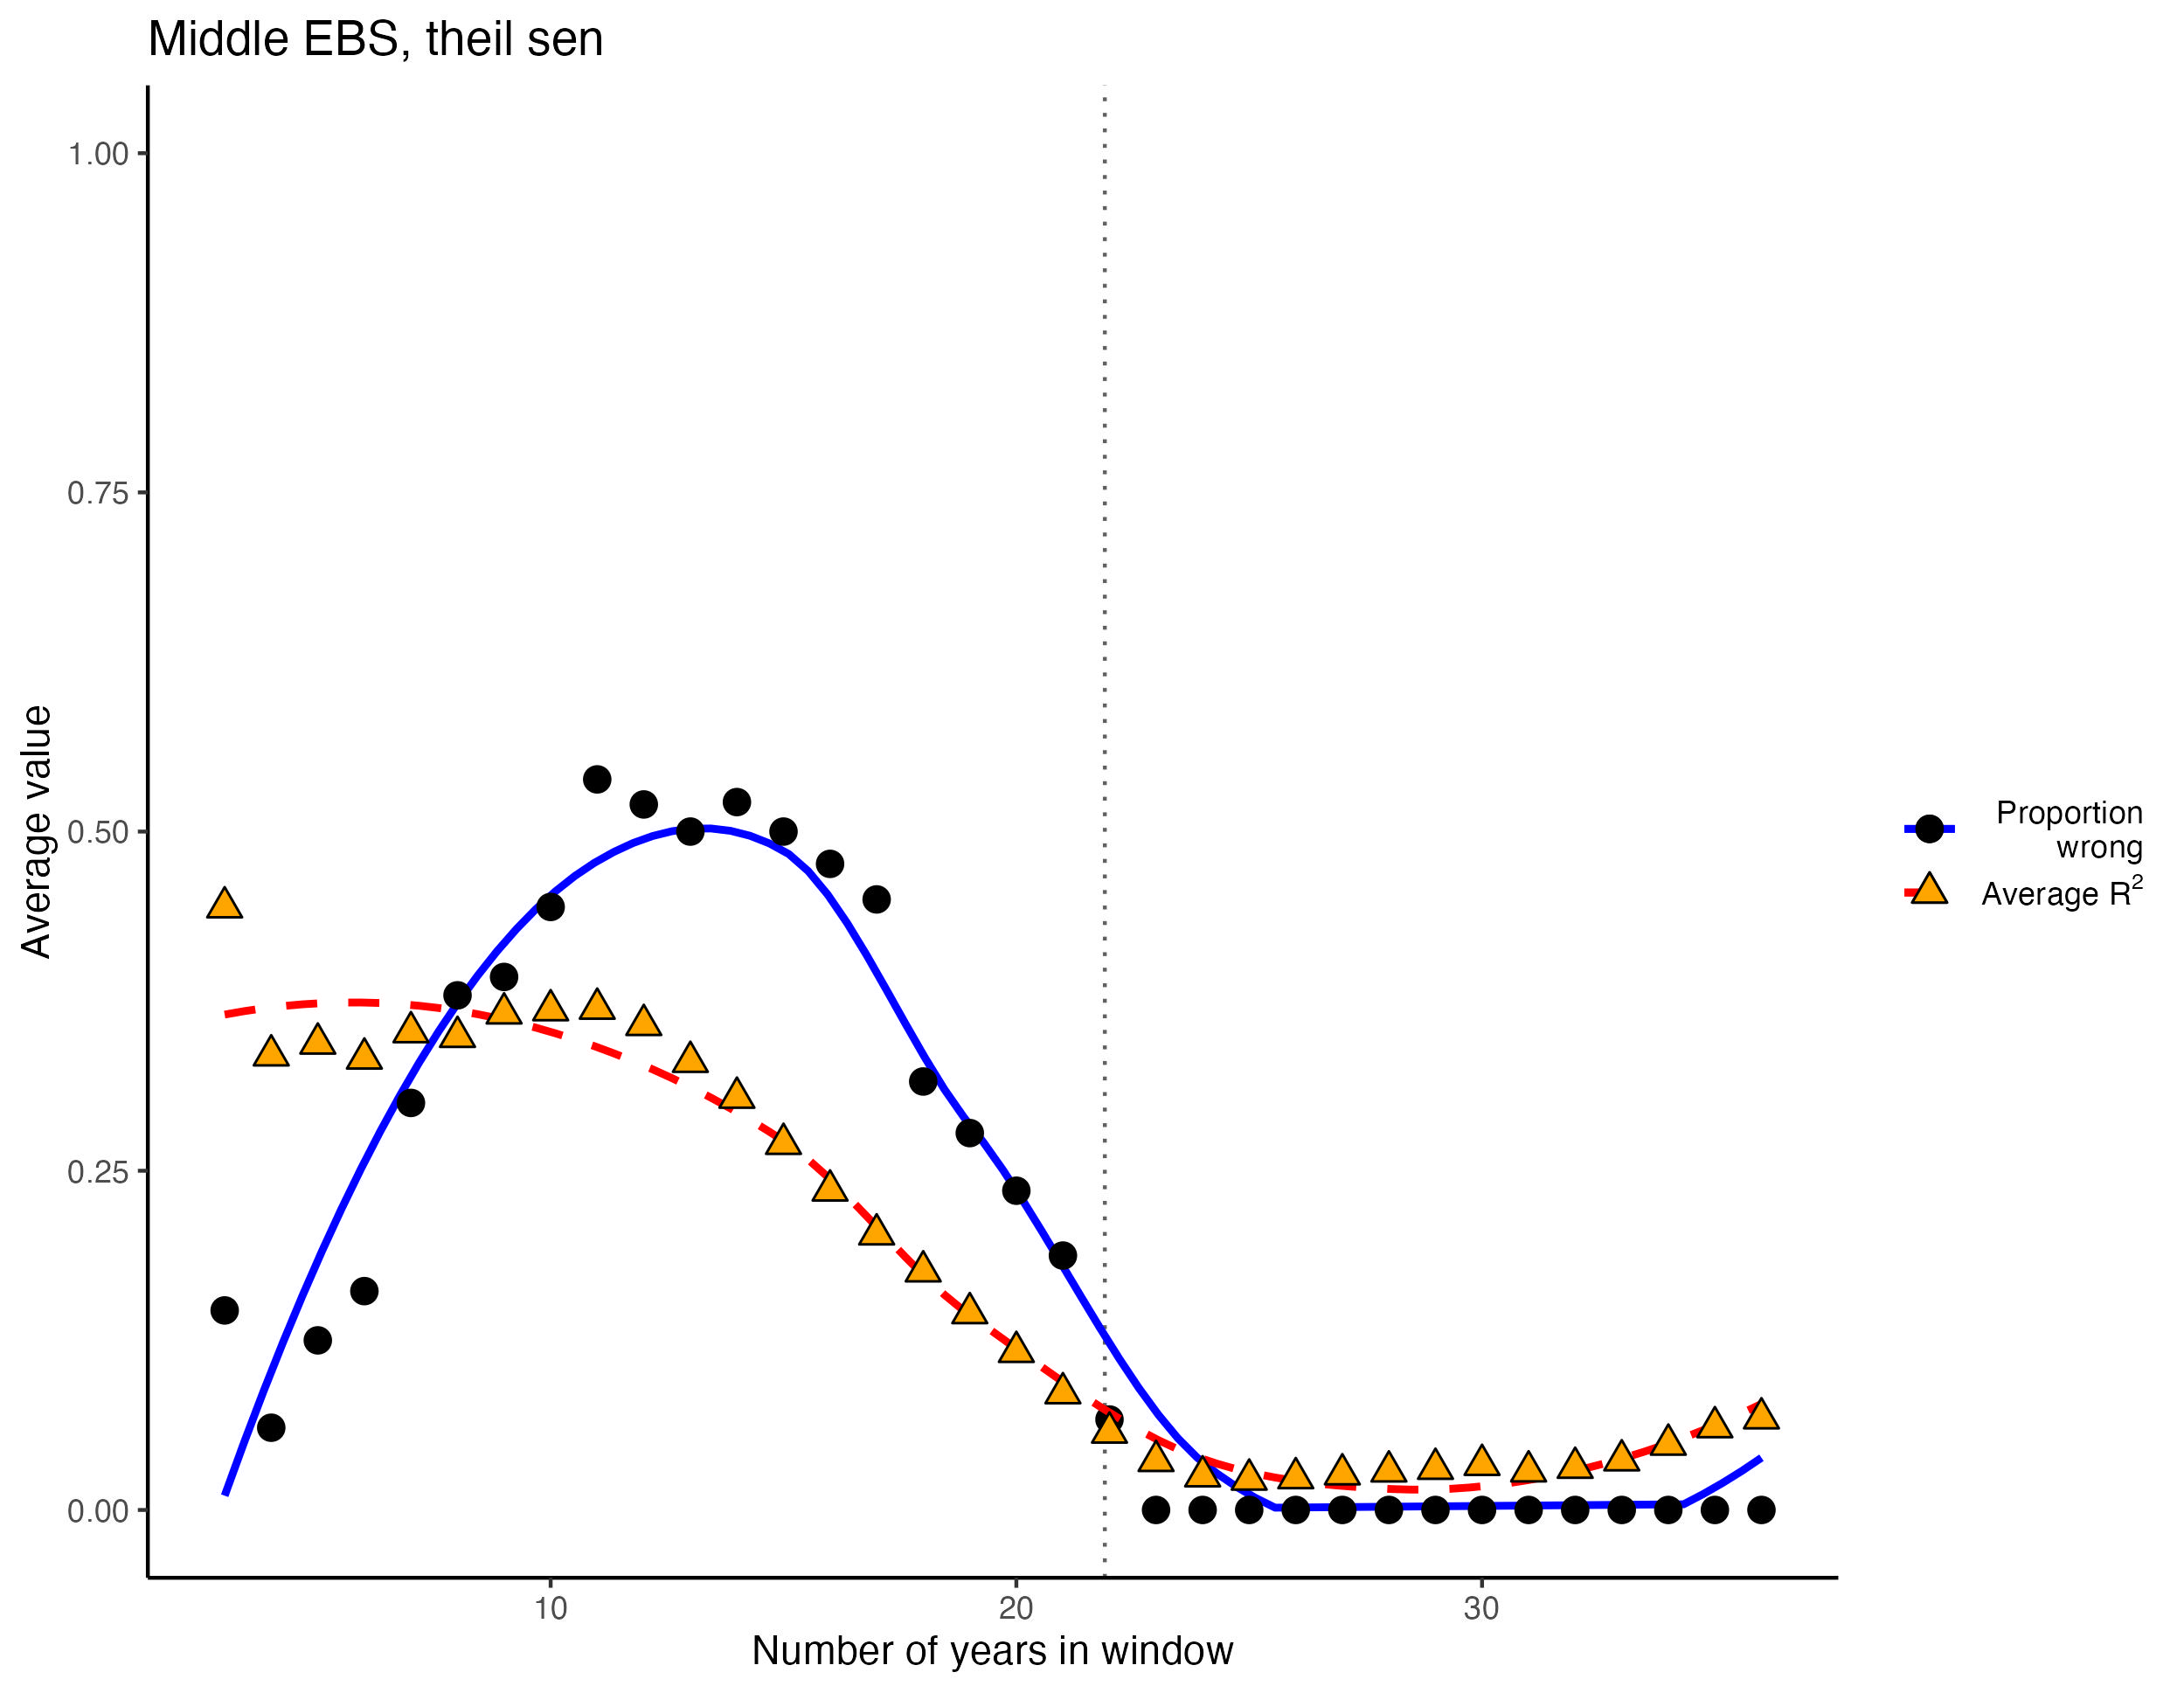 Middle EBS, theil sen
1.00
0.75
0.50
0.25
0.00
Average value
10
20
30
Number of years in window
Proportion
wrong
Average R²